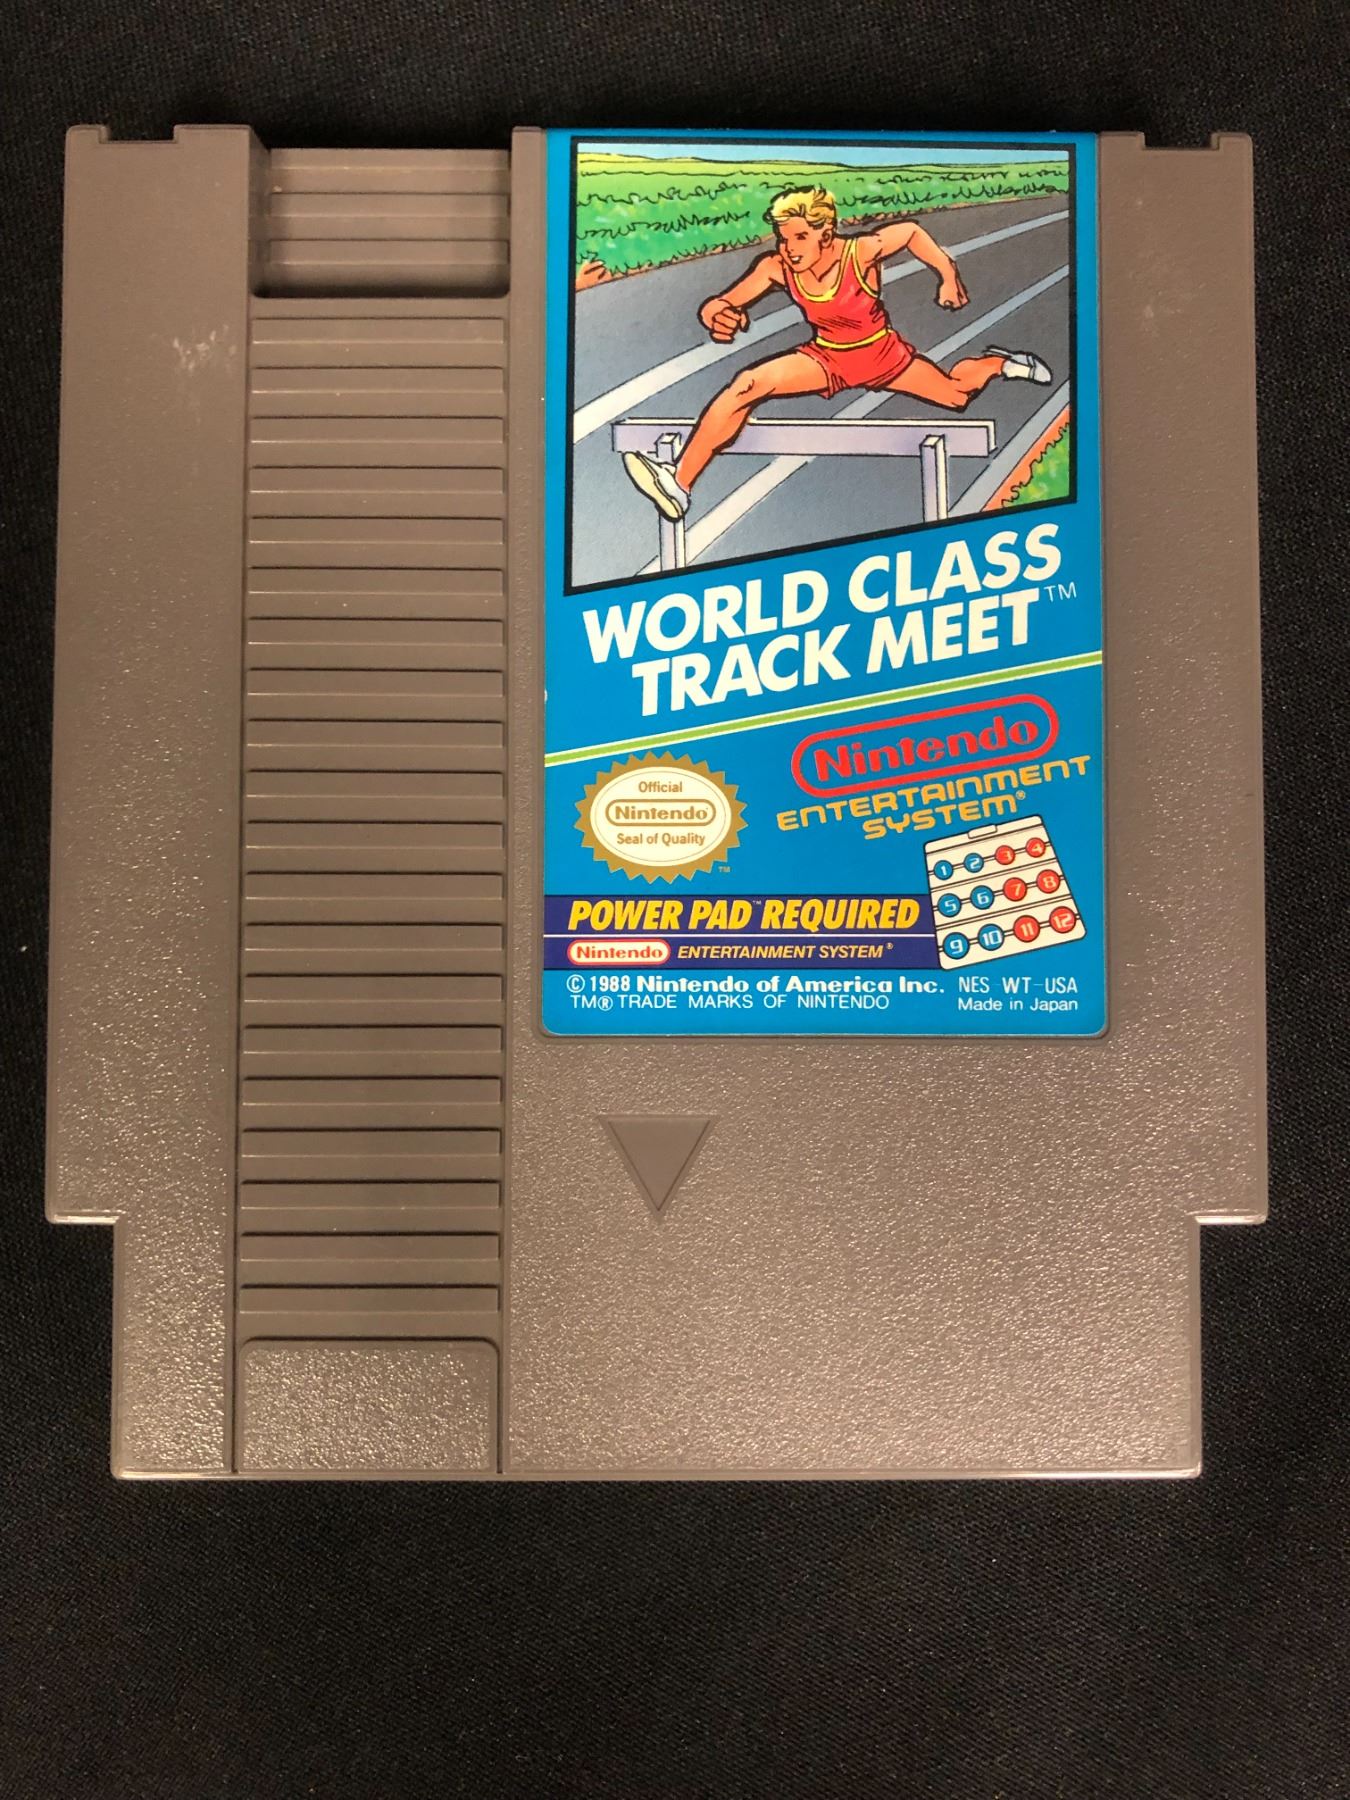 WORLD CLASS
TRACK MEET™
Nintendo
ENTERTAINMENT
SYSTEM®
Official
Nintendo®
Seal of Quality
TM
1 2 3 4
5 6 7 8
9 10 11 12
POWER PAD™ REQUIRED
Nintendo ENTERTAINMENT SYSTEM®
© 1988 Nintendo of America Inc. NES-WT-USA
TM® TRADE MARKS OF NINTENDO Made in Japan